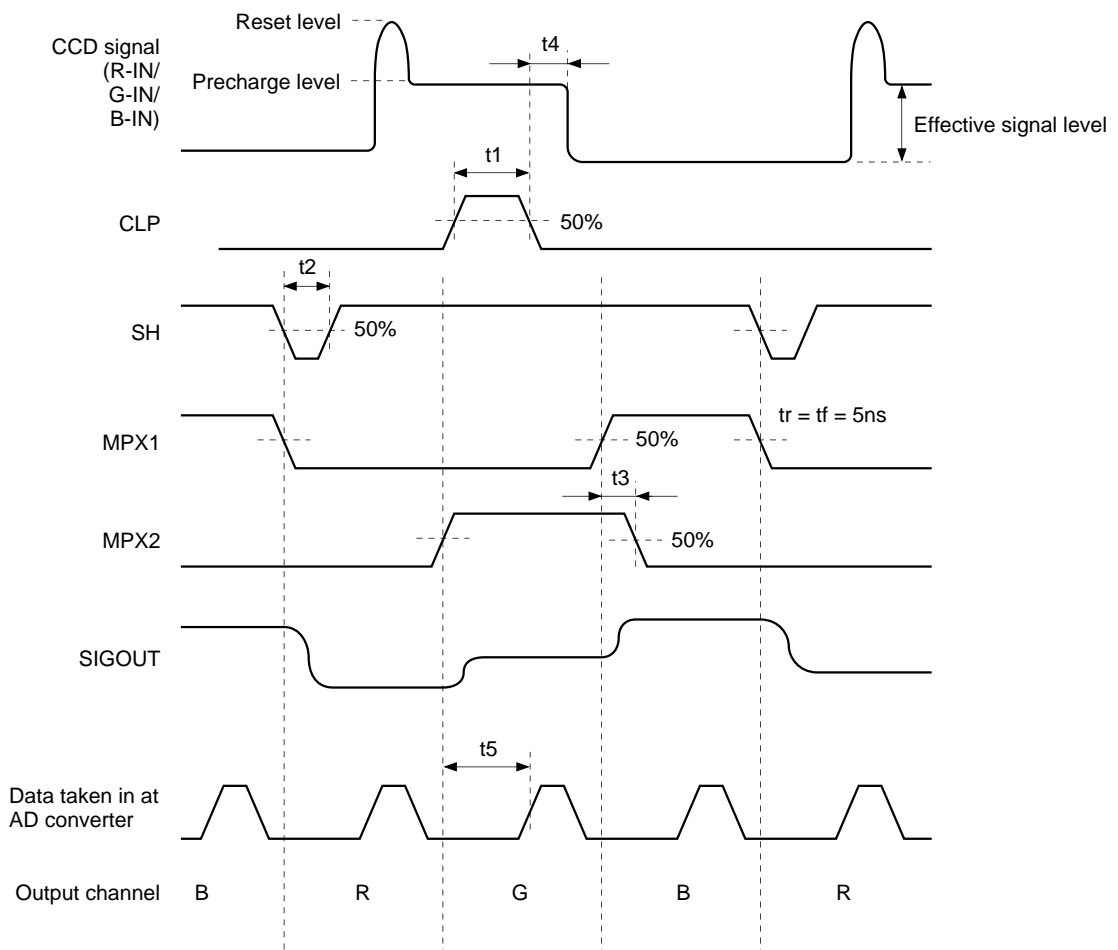 Reset level
CCD signal
(R-IN/
G-IN/
B-IN)
t4
Precharge level
Effective signal level
t1
CLP
50%
t2
SH
50%
tr = tf = 5ns
MPX1
50%
t3
MPX2
50%
SIGOUT
t5
Data taken in at
AD converter
Output channel B R G B R